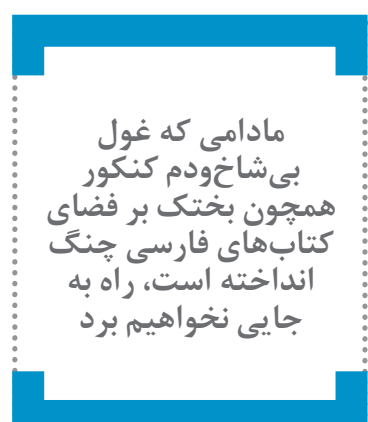 مادامی که غول
بی‌شاخ‌ودم کنکور
همچون بختک بر فضای
کتاب‌های فارسی چنگ
انداخته است، راه به
جایی نخواهیم برد